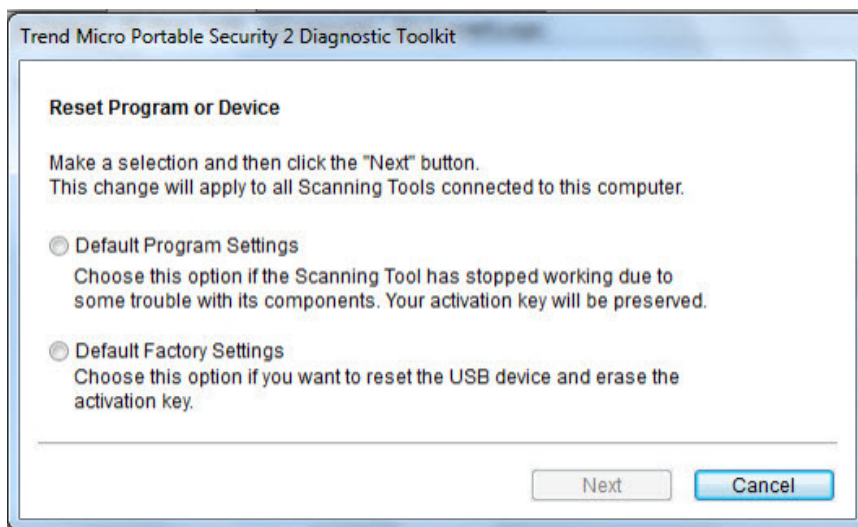 Trend Micro Portable Security 2 Diagnostic Toolkit
Reset Program or Device
Make a selection and then click the "Next" button.
This change will apply to all Scanning Tools connected to this computer.
Default Program Settings
Choose this option if the Scanning Tool has stopped working due to
some trouble with its components. Your activation key will be preserved.
Default Factory Settings
Choose this option if you want to reset the USB device and erase the
activation key.
Next
Cancel